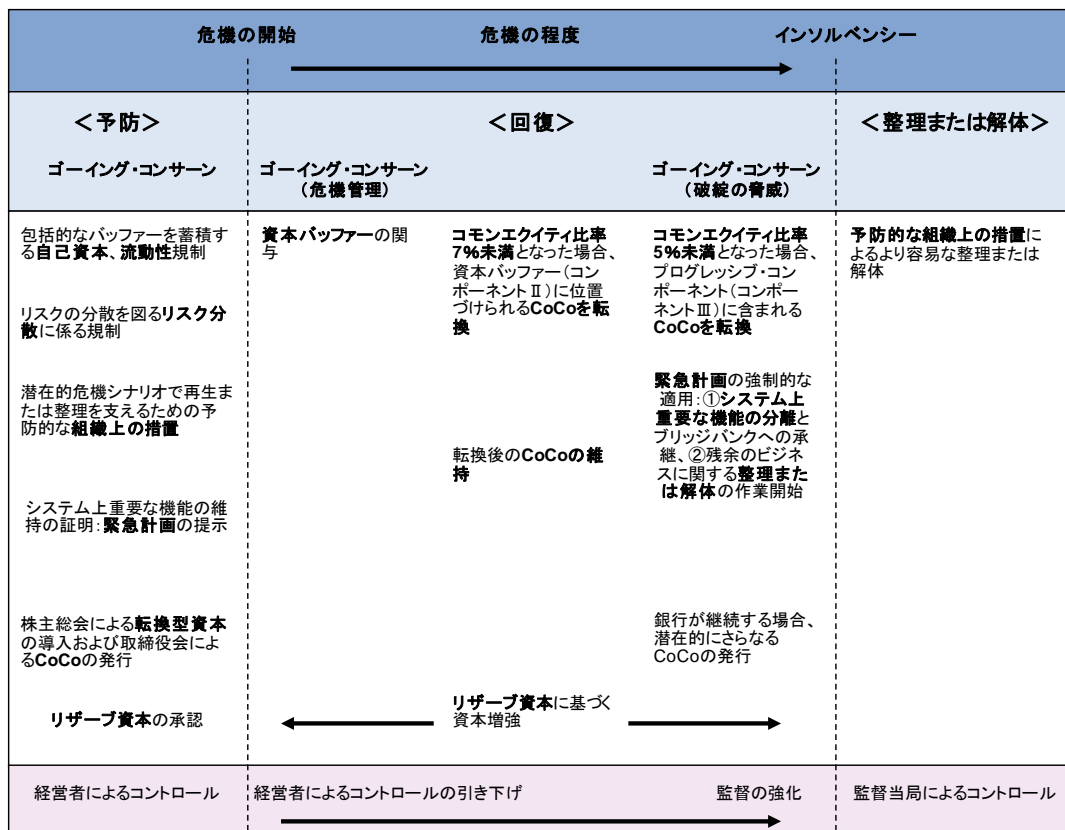 危機の開始
危機の程度
インソルベンシー
<予防>
<回復>
<整理または解体>
ゴーイング・コンサーン
ゴーイング・コンサーン
(危機管理)
ゴーイング・コンサーン
(破綻の脅威)
包括的なバッファーを蓄積す
る自己資本、流動性規制
リスクの分散を図るリスク分
散に係る規制
潜在的危機シナリオで再生ま
たは整理を支えるための予
防的な組織上の措置
システム上重要な機能の維
持の証明:緊急計画の提示
株主総会による転換型資本
の導入および取締役会によ
るCoCoの発行
リザーブ資本の承認
資本バッファーの関
与
コモンエクイティ比率
7%未満となった場合、
資本バッファー(コン
ポーネントⅡ)に位置
づけられるCoCoを転
換
転換後のCoCoの維
持
リザーブ資本に基づく
資本増強
コモンエクイティ比率
5%未満となった場合、
プログレッシブ・コン
ポーネント(コンポー
ネントⅢ)に含まれる
CoCoを転換
緊急計画の強制的な
適用:①システム上
重要な機能の分離と
ブリッジバンクへの承
継、②残余のビジネ
スに関する整理また
は解体の作業開始
銀行が継続する場合、
潜在的にさらなる
CoCoの発行
予防的な組織上の措置に
よるより容易な整理または
解体
経営者によるコントロール
経営者によるコントロールの引き下げ
監督の強化
監督当局によるコントロール